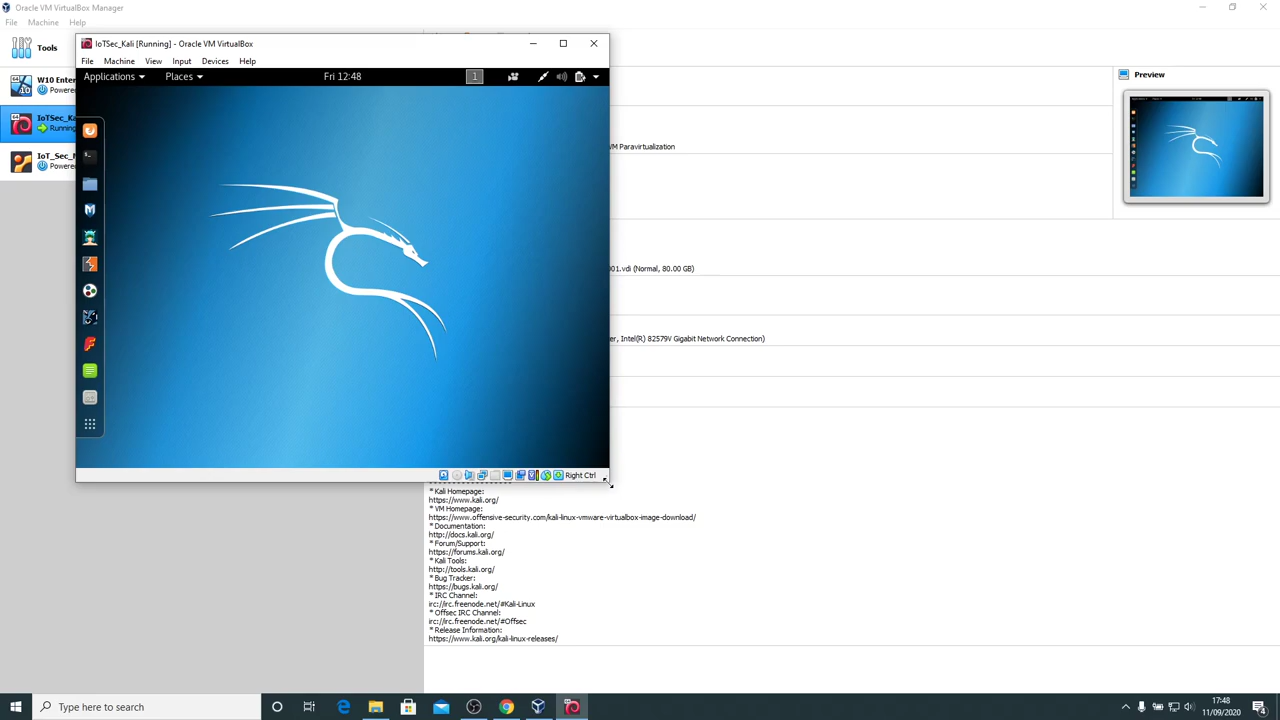 Oracle VM VirtualBox Manager
File Machine Help
Tools
W10 Enter
Powere
IoTSec_Ka
Running
IoT_Sec_
Powere
IoTSec_Kali [Running] - Oracle VM VirtualBox
File Machine View Input Devices Help
Applications Places Fri 12:48 1
Right Ctrl
Preview
VM Paravirtualization
001.vdi (Normal, 80.00 GB)
er, Intel(R) 82579V Gigabit Network Connection)
* Kali Homepage:
https://www.kali.org/
* VM Homepage:
https://www.offensive-security.com/kali-linux-vmware-virtualbox-image-download/
* Documentation:
http://docs.kali.org/
* Forum/Support:
https://forums.kali.org/
* Kali Tools:
http://tools.kali.org/
* Bug Tracker:
https://bugs.kali.org/
* IRC Channel:
irc://irc.freenode.net/#Kali-Linux
* Offsec IRC Channel:
irc://irc.freenode.net/#Offsec
* Release Information:
https://www.kali.org/kali-linux-releases/
Type here to search
17:48
11/09/2020
4